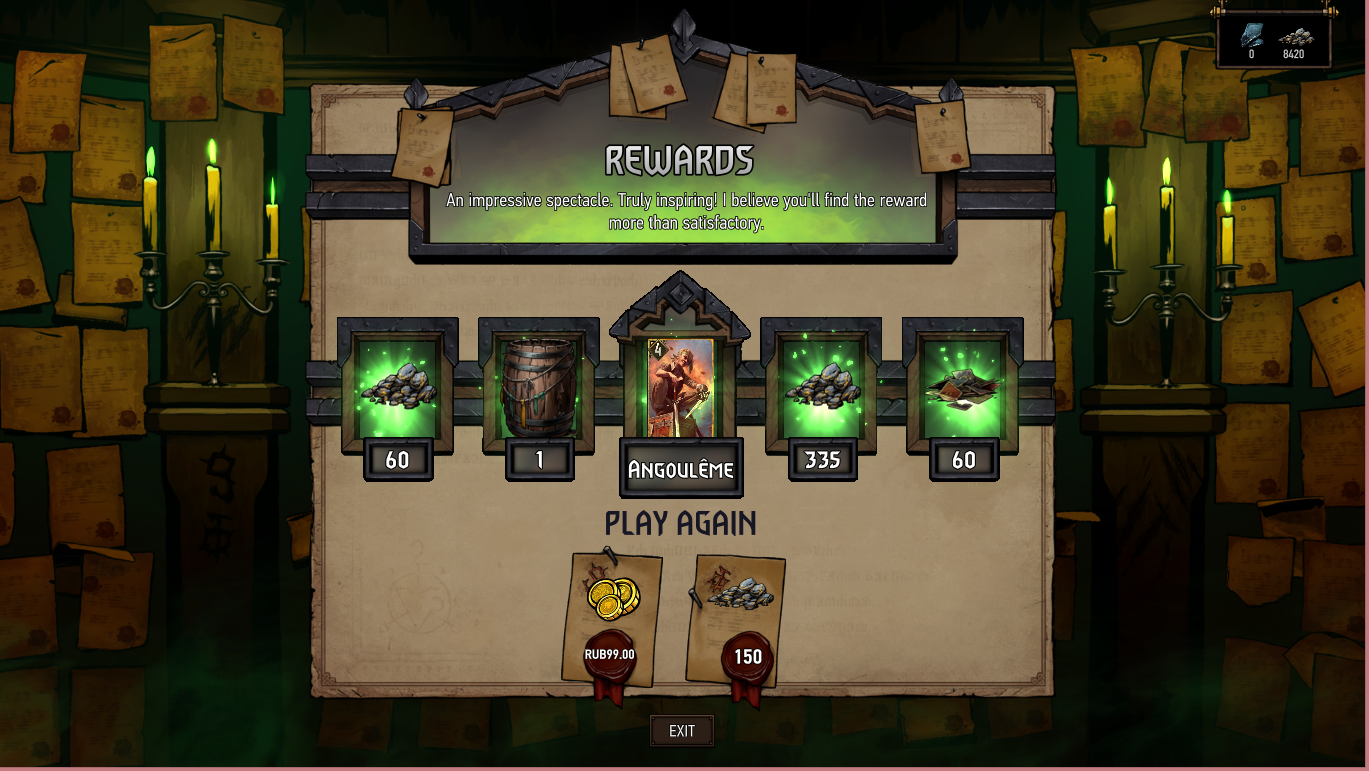 0
8420
REWARDS
An impressive spectacle. Truly inspiring! I believe you'll find the reward
more than satisfactory.
4
60
1
ANGOULÊME
335
60
PLAY AGAIN
RUB99.00
150
EXIT